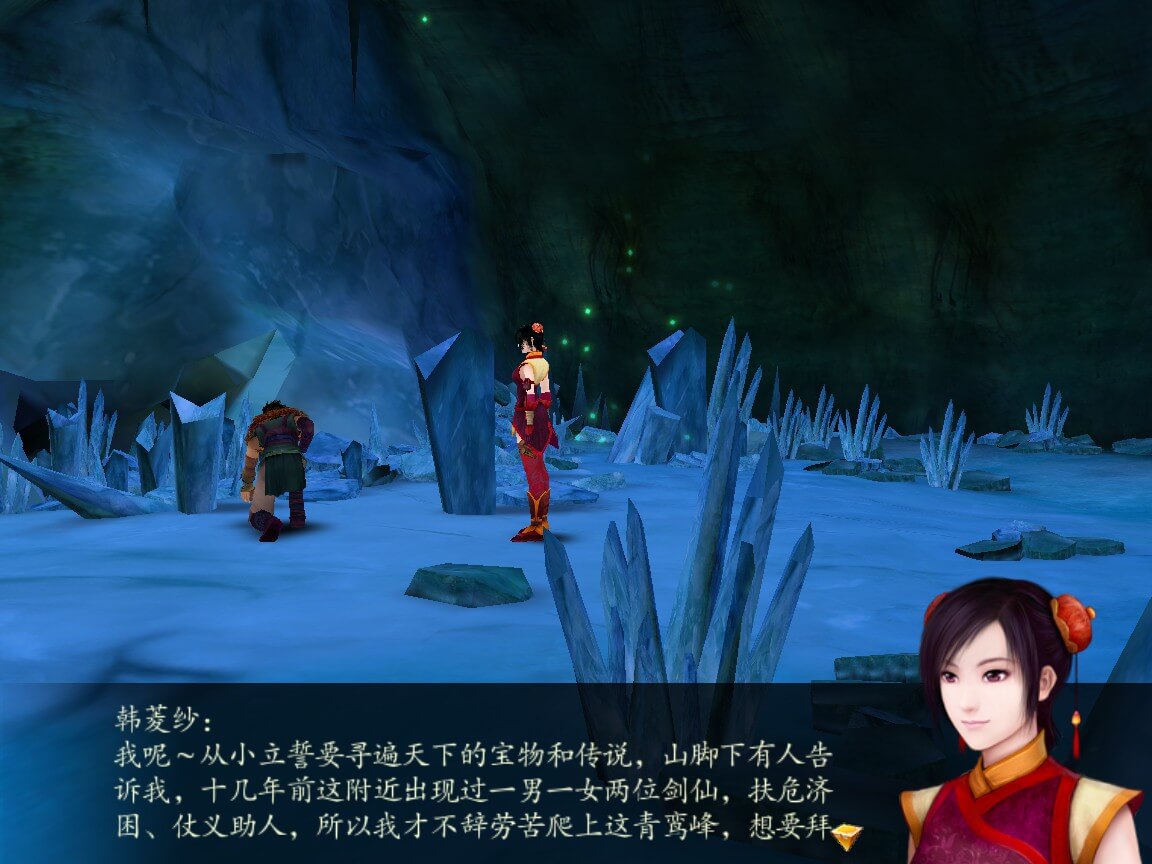 韩菱纱：
我呢～从小立誓要寻遍天下的宝物和传说，山脚下有人告
诉我，十几年前这附近出现过一男一女两位剑仙，扶危济
困、仗义助人，所以我才不辞劳苦爬上这青鸾峰，想要拜